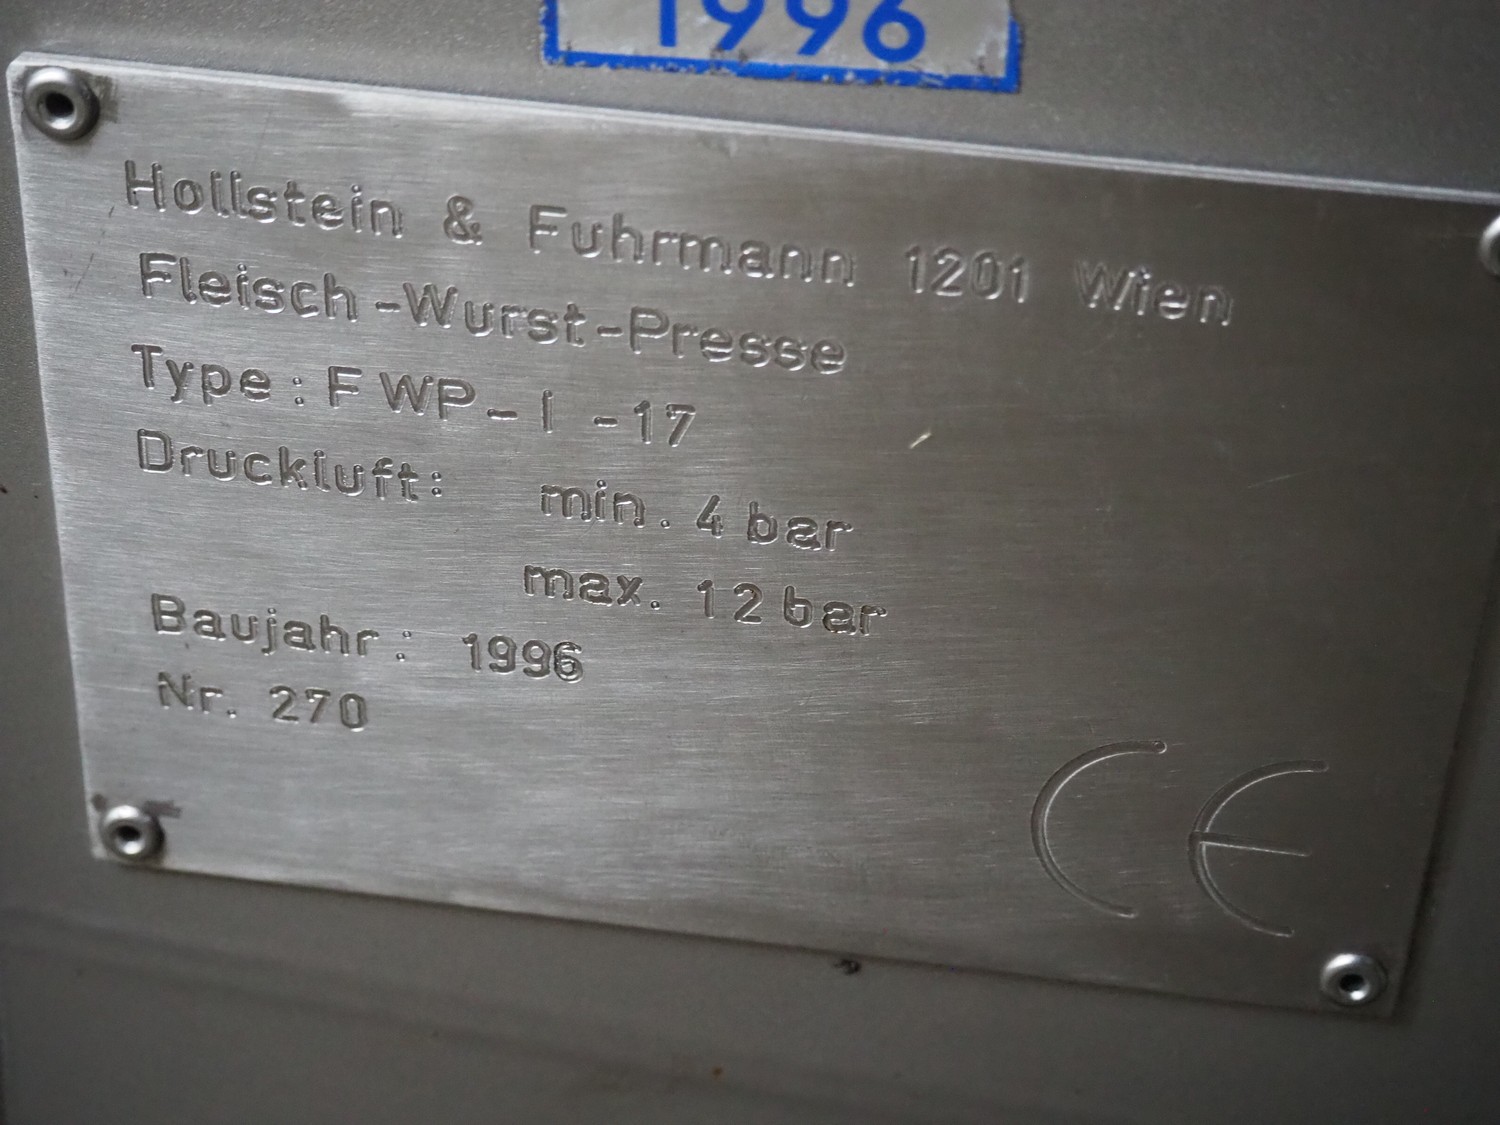 1996
Hollstein & Fuhrmann 1201 Wien
Fleisch-Wurst-Presse
Type: FWP-I-17
Druckluft: min. 4 bar
max. 12 bar
Baujahr: 1996
Nr. 270
CE